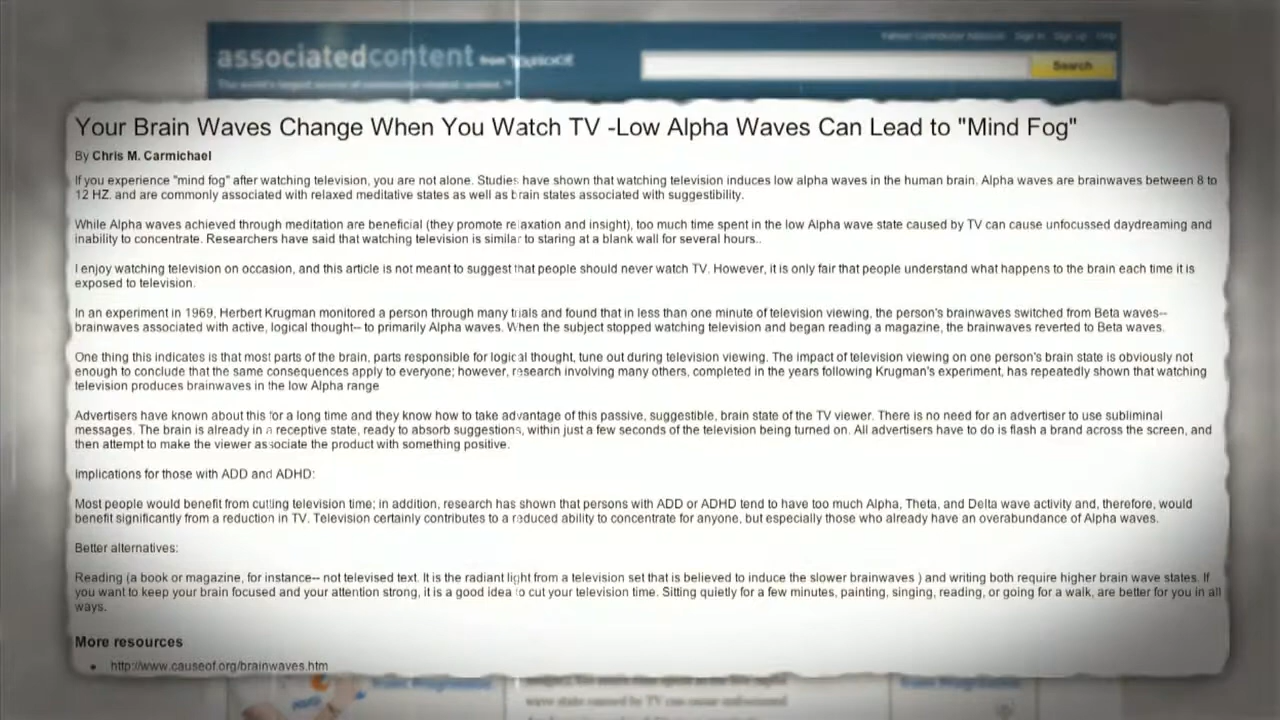 associatedcontent from YAHOO!
Search
Your Brain Waves Change When You Watch TV -Low Alpha Waves Can Lead to "Mind Fog"
By Chris M. Carmichael
If you experience "mind fog" after watching television, you are not alone. Studies have shown that watching television induces low alpha waves in the human brain. Alpha waves are brainwaves between 8 to
12 HZ. and are commonly associated with relaxed meditative states as well as brain states associated with suggestibility.
While Alpha waves achieved through meditation are beneficial (they promote relaxation and insight), too much time spent in the low Alpha wave state caused by TV can cause unfocussed daydreaming and
inability to concentrate. Researchers have said that watching television is similar to staring at a blank wall for several hours..
I enjoy watching television on occasion, and this article is not meant to suggest that people should never watch TV. However, it is only fair that people understand what happens to the brain each time it is
exposed to television.
In an experiment in 1969, Herbert Krugman monitored a person through many trials and found that in less than one minute of television viewing, the person's brainwaves switched from Beta waves--
brainwaves associated with active, logical thought-- to primarily Alpha waves. When the subject stopped watching television and began reading a magazine, the brainwaves reverted to Beta waves.
One thing this indicates is that most parts of the brain, parts responsible for logical thought, tune out during television viewing. The impact of television viewing on one person's brain state is obviously not
enough to conclude that the same consequences apply to everyone; however, research involving many others, completed in the years following Krugman's experiment, has repeatedly shown that watching
television produces brainwaves in the low Alpha range
Advertisers have known about this for a long time and they know how to take advantage of this passive, suggestible, brain state of the TV viewer. There is no need for an advertiser to use subliminal
messages. The brain is already in a receptive state, ready to absorb suggestions, within just a few seconds of the television being turned on. All advertisers have to do is flash a brand across the screen, and
then attempt to make the viewer associate the product with something positive.
Implications for those with ADD and ADHD:
Most people would benefit from cutting television time; in addition, research has shown that persons with ADD or ADHD tend to have too much Alpha, Theta, and Delta wave activity and, therefore, would
benefit significantly from a reduction in TV. Television certainly contributes to a reduced ability to concentrate for anyone, but especially those who already have an overabundance of Alpha waves.
Better alternatives:
Reading (a book or magazine, for instance-- not televised text. It is the radiant light from a television set that is believed to induce the slower brainwaves ) and writing both require higher brain wave states. If
you want to keep your brain focused and your attention strong, it is a good idea to cut your television time. Sitting quietly for a few minutes, painting, singing, reading, or going for a walk, are better for you in all
ways.
More resources
• http://www.causeof.org/brainwaves.htm